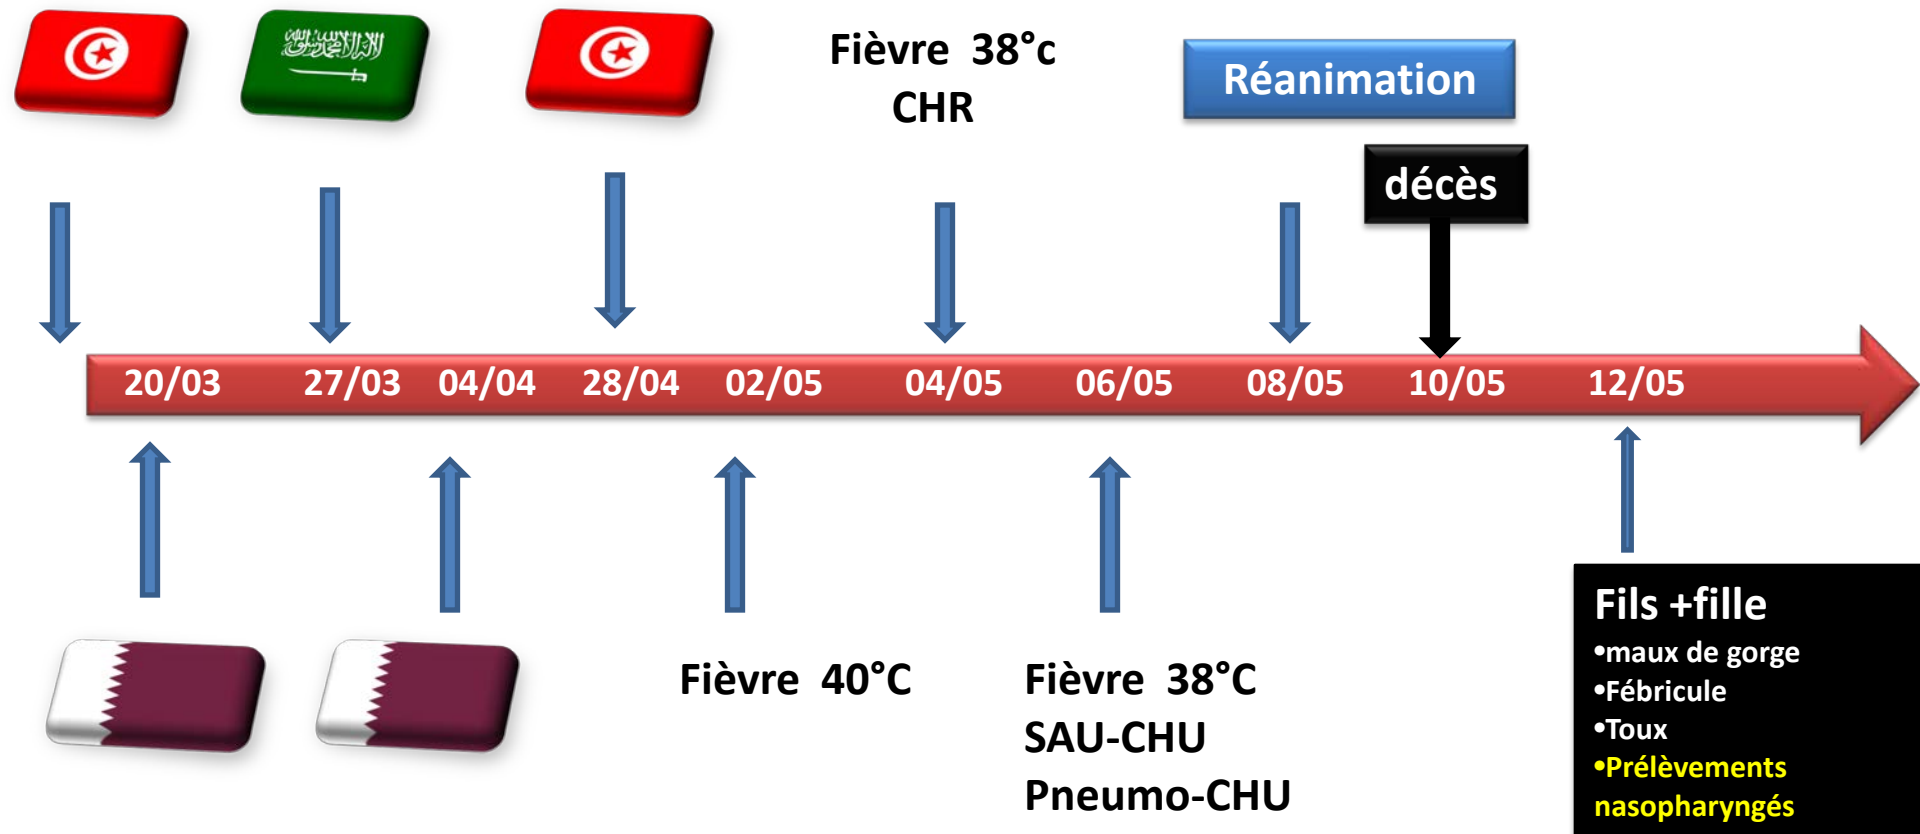 Fièvre 38°c
CHR
Réanimation
décès
20/03
27/03
04/04
28/04
02/05
04/05
06/05
08/05
10/05
12/05
Fièvre 40°C
Fièvre 38°C
SAU-CHU
Pneumo-CHU
Fils +fille
•maux de gorge
•Fébricule
•Toux
•Prélèvements
nasopharyngés